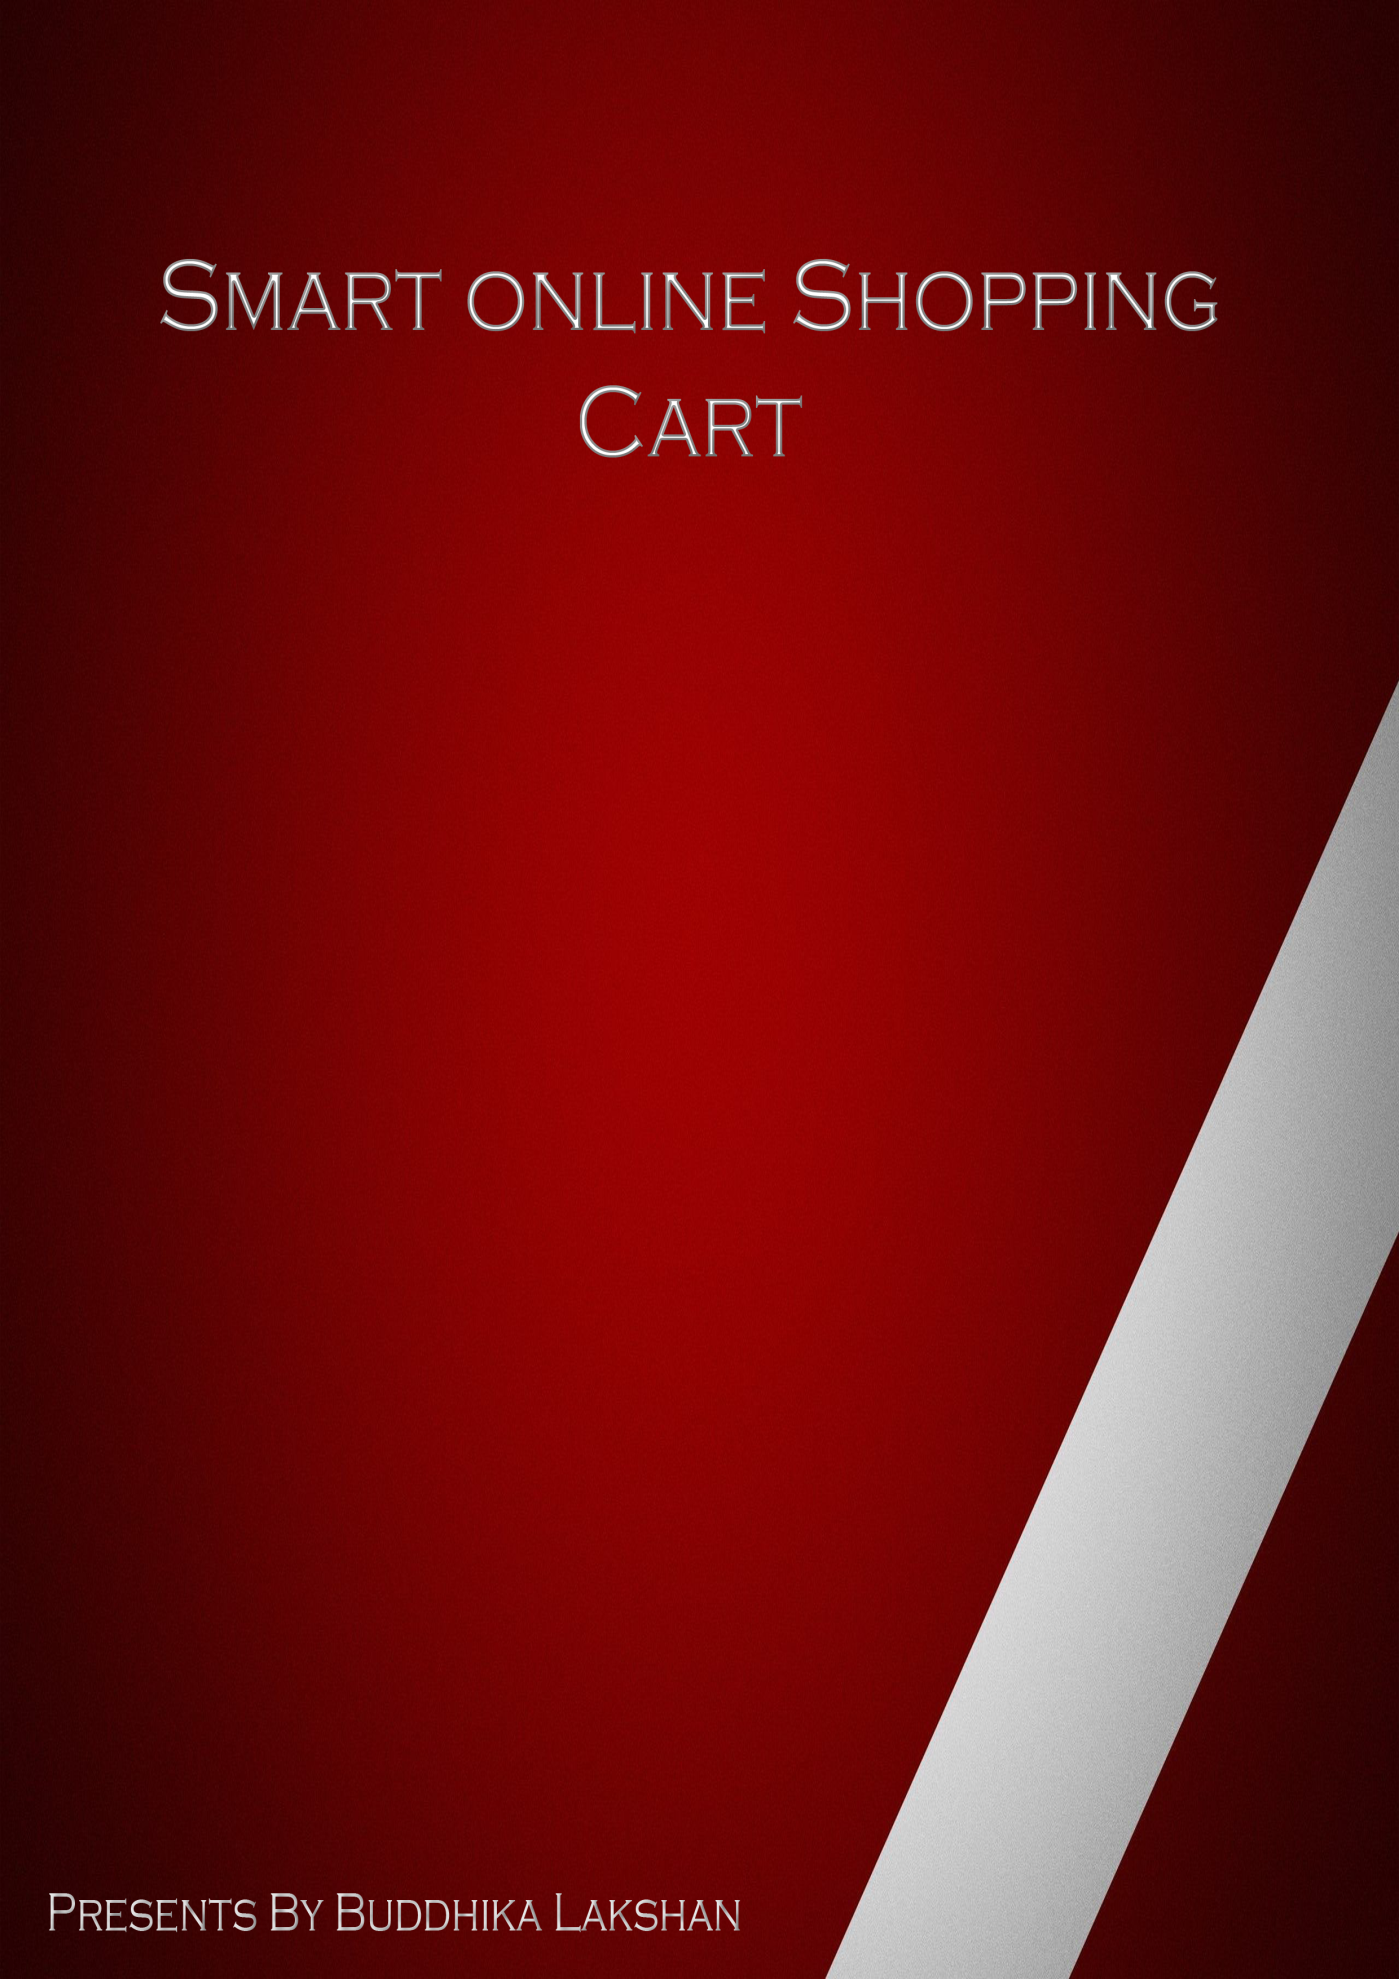 Smart online Shopping
Cart
Presents By Buddhika Lakshan